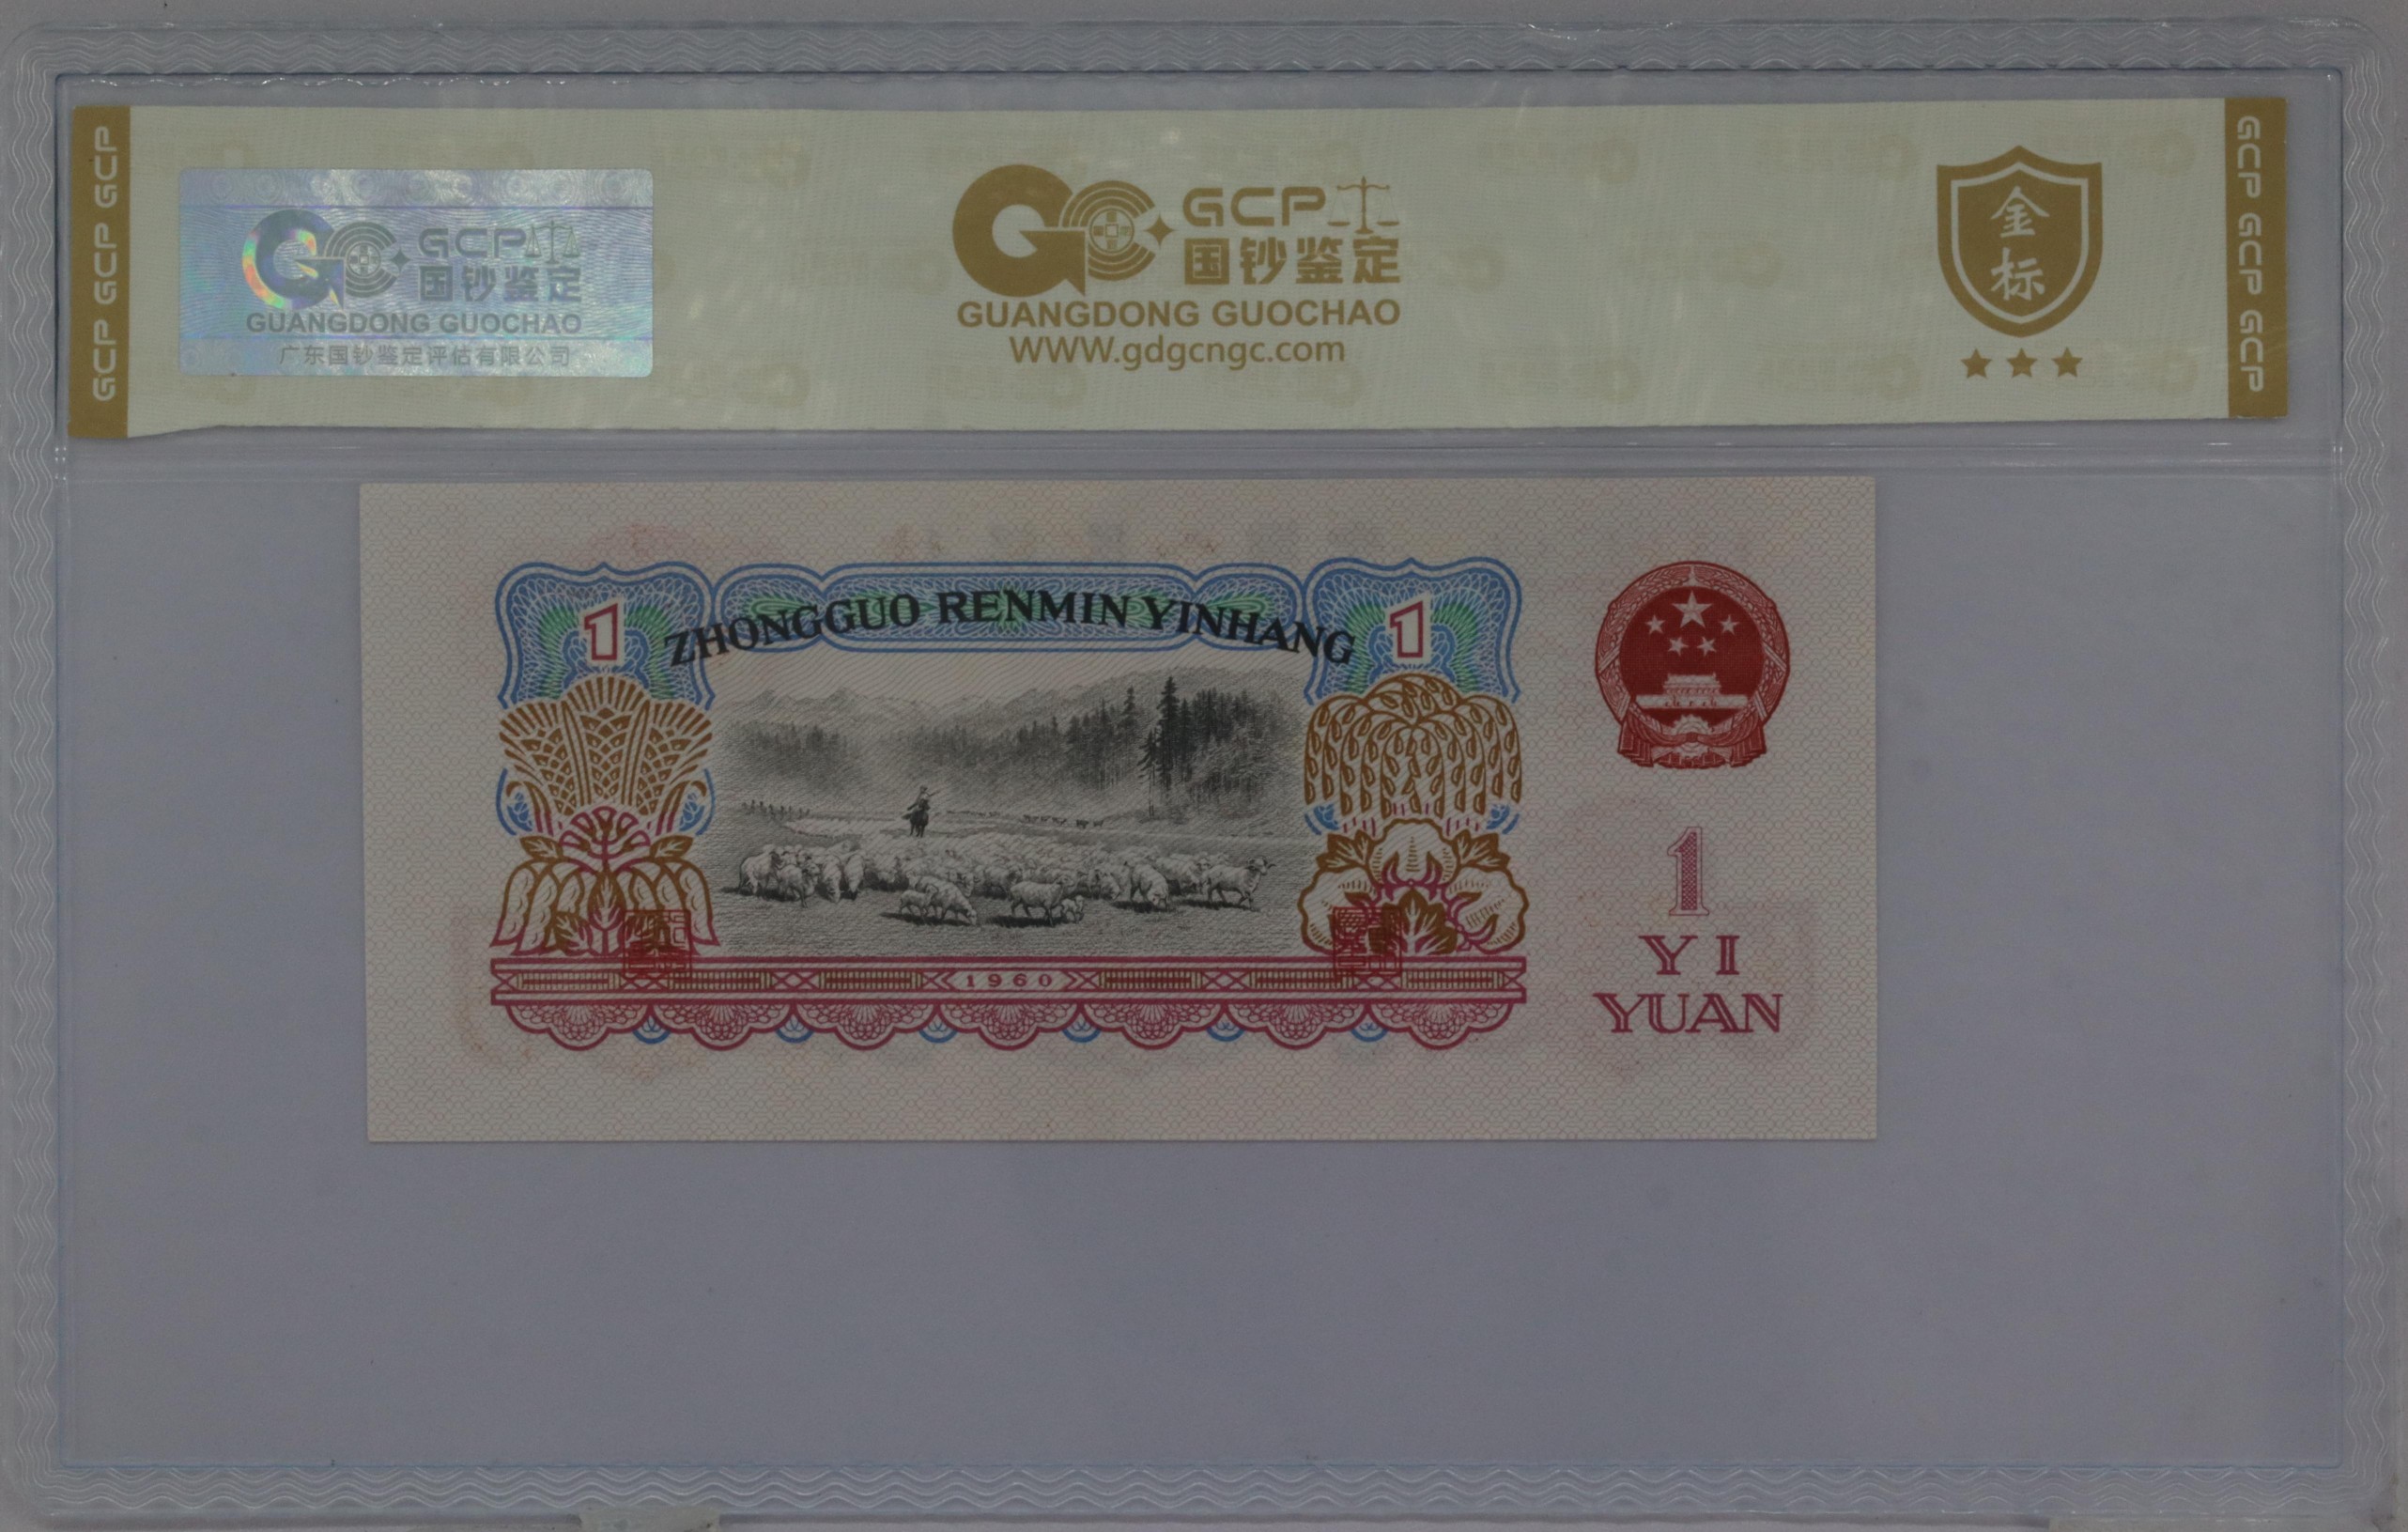 GCP GCP GCP
GCP
国钞鉴定
GUANGDONG GUOCHAO
广东国钞鉴定评估有限公司
GCP
国钞鉴定
GUANGDONG GUOCHAO
WWW.gdgcngc.com
金
标
GCP GCP GCP
1
ZHONGGUO RENMIN YINHANG
1
1960
1
YI
YUAN